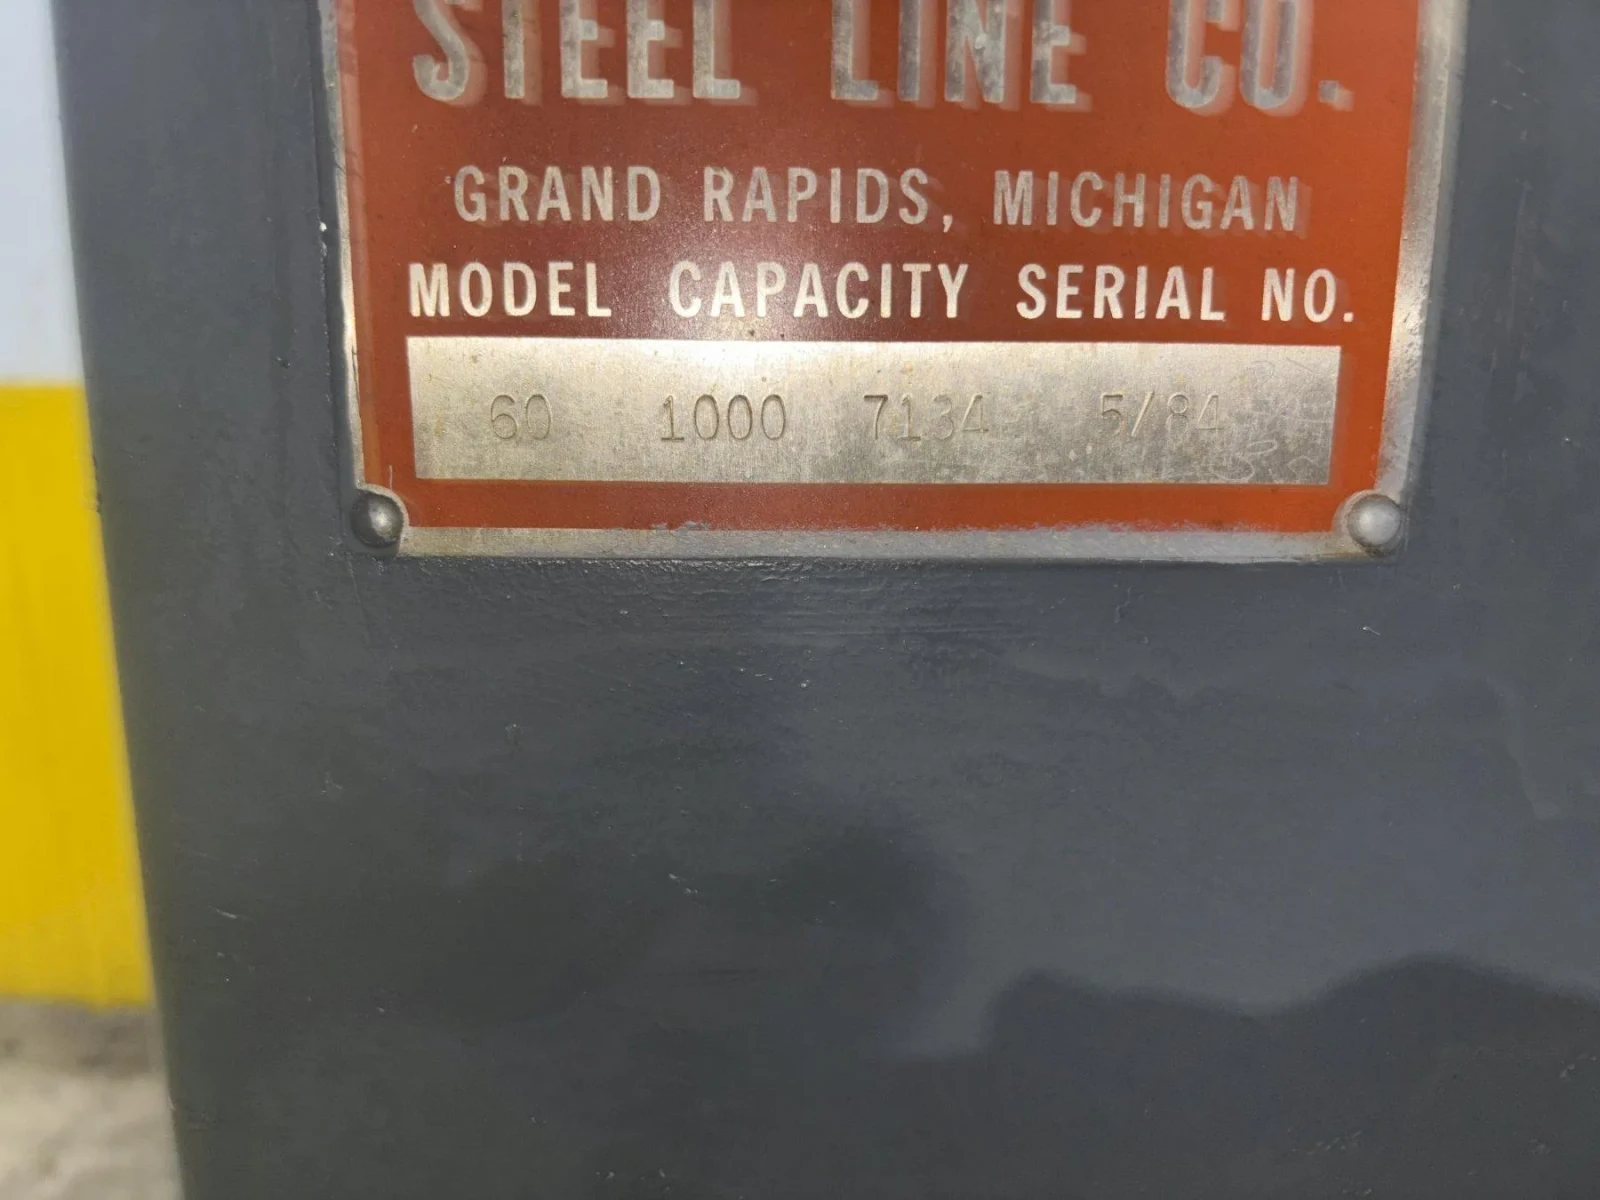 STEEL LINE CO.
GRAND RAPIDS, MICHIGAN
MODEL CAPACITY SERIAL NO.
60 1000 7134 5/84